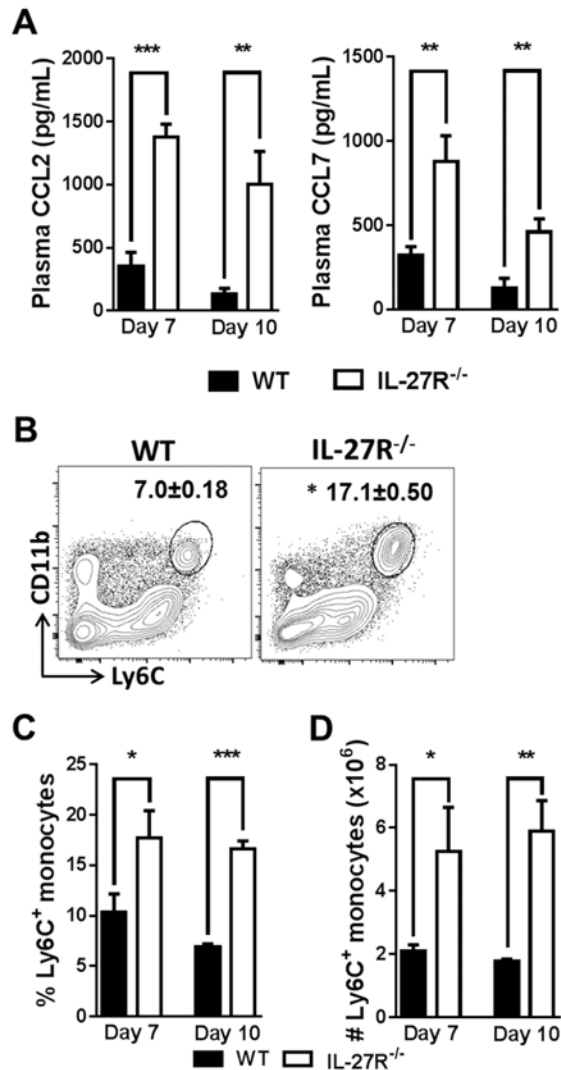 A
Plasma CCL2 (pg/mL)
2000
1500
1000
500
0
***
**
Day 7
Day 10
Plasma CCL7 (pg/mL)
1500
1000
500
0
**
**
Day 7
Day 10
WT
IL-27R-/-
B
WT
IL-27R-/-
7.0±0.18
* 17.1±0.50
CD11b
Ly6C
C
% Ly6C+ monocytes
25
20
15
10
5
0
*
***
Day 7
Day 10
D
# Ly6C+ monocytes (x10⁶)
8
6
4
2
0
*
**
Day 7
Day 10
WT
IL-27R-/-